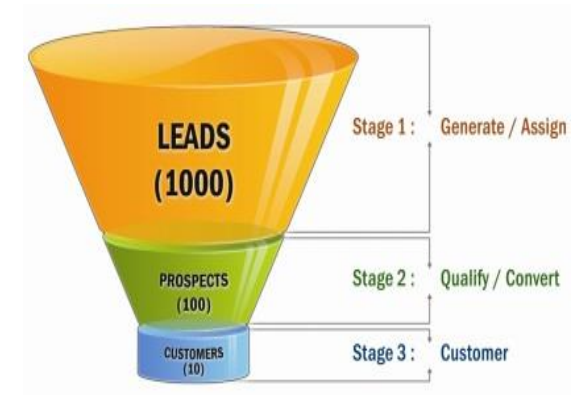 LEADS
(1000)
Stage 1 : Generate / Assign
PROSPECTS
(100)
Stage 2 : Qualify / Convert
CUSTOMERS
(10)
Stage 3 : Customer